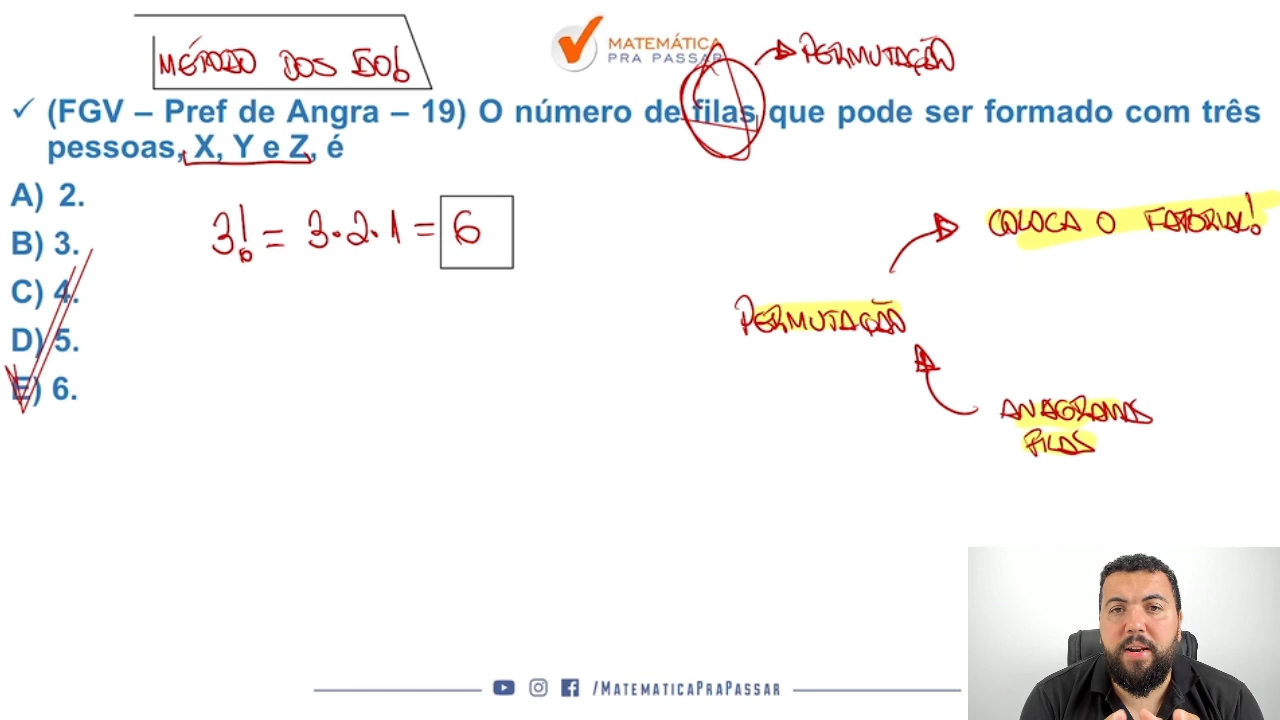 MÉTODO DOS 50!
MATEMÁTICA
PRA PASSAR
PERMUTAÇÃO
✓ (FGV – Pref de Angra – 19) O número de filas que pode ser formado com três
pessoas, X, Y e Z, é
A) 2.
B) 3.
C) 4.
D) 5.
E) 6.
3! = 3·2·1 = 6
COLOCA O FATORIAL!
PERMUTAÇÃO
ANAGRAMAS
FILAS
/MATEMATICAPRAPASSAR